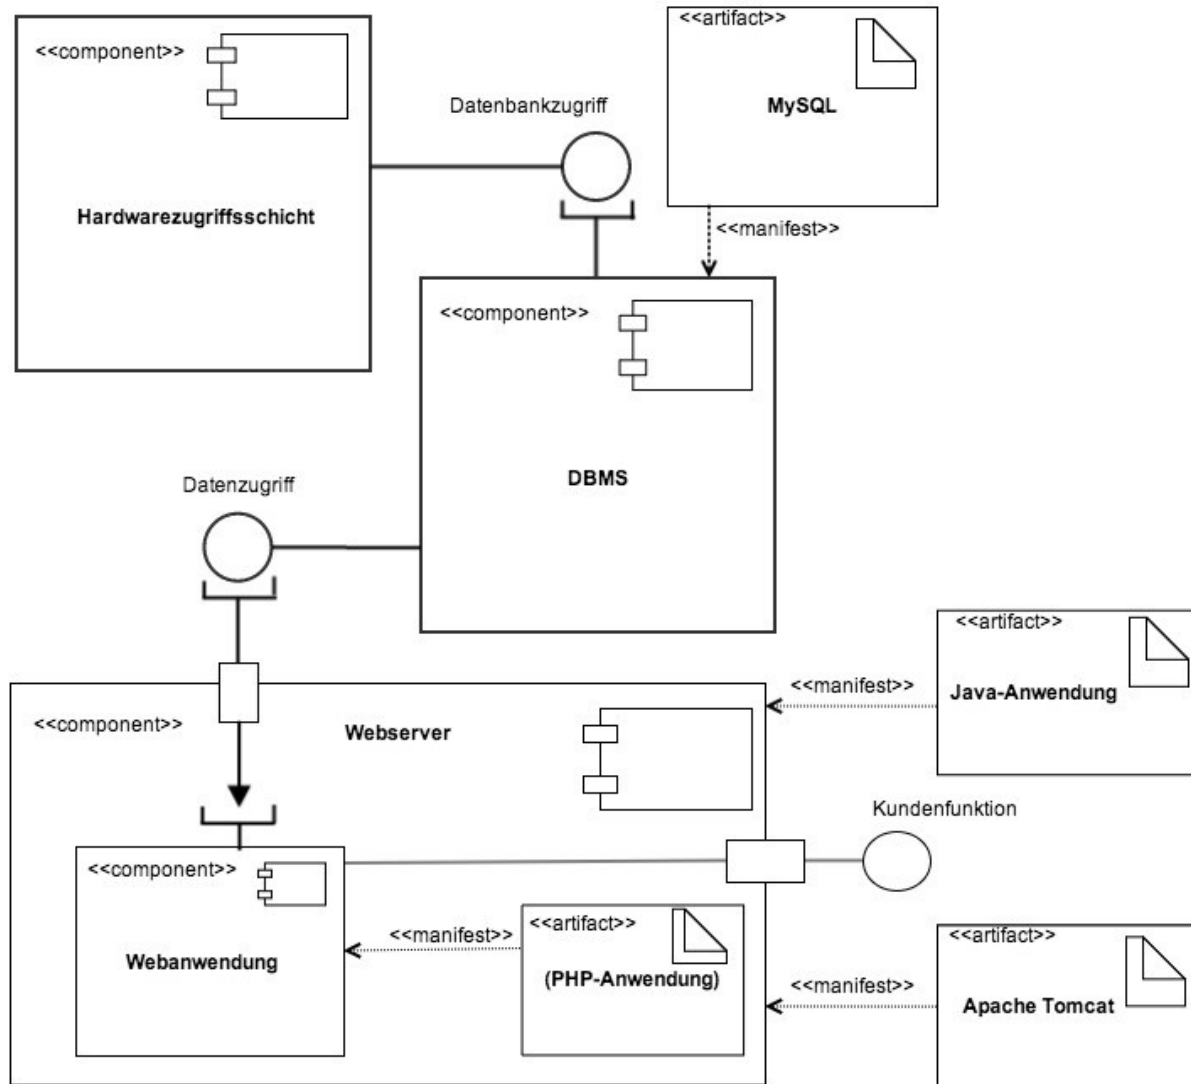 <<component>>
Hardwarezugriffsschicht
Datenbankzugriff
<<artifact>>
MySQL
<<manifest>>
<<component>>
DBMS
Datenzugriff
<<artifact>>
Java-Anwendung
<<manifest>>
<<component>>
Webserver
Kundenfunktion
<<component>>
Webanwendung
<<manifest>>
<<artifact>>
(PHP-Anwendung)
<<manifest>>
<<artifact>>
Apache Tomcat